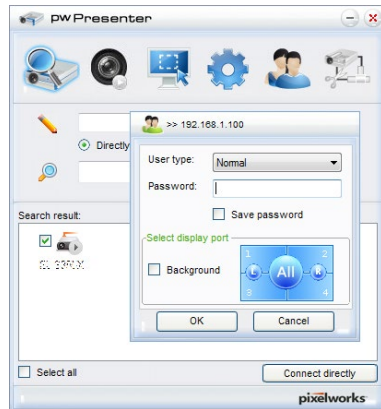 pwPresenter
>> 192.168.1.100
Directly
User type: Normal
Password:
Save password
Search result:
Select display port
Background
1 2
L All R
3 4
OK Cancel
Select all
Connect directly
pixelworks